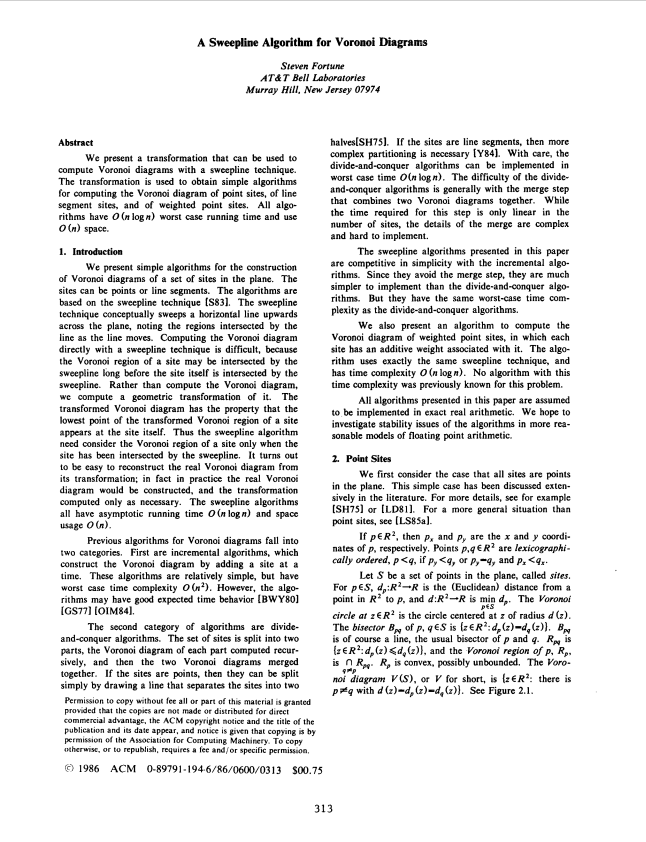 A Sweepline Algorithm for Voronoi Diagrams
Steven Fortune
AT&T Bell Laboratories
Murray Hill, New Jersey 07974
Abstract
We present a transformation that can be used to
compute Voronoi diagrams with a sweepline technique.
The transformation is used to obtain simple algorithms
for computing the Voronoi diagram of point sites, of line
segment sites, and of weighted point sites. All algo-
rithms have O(n log n) worst case running time and use
O(n) space.
1. Introduction
We present simple algorithms for the construction
of Voronoi diagrams of a set of sites in the plane. The
sites can be points or line segments. The algorithms are
based on the sweepline technique [S83]. The sweepline
technique conceptually sweeps a horizontal line upwards
across the plane, noting the regions intersected by the
line as the line moves. Computing the Voronoi diagram
directly with a sweepline technique is difficult, because
the Voronoi region of a site may be intersected by the
sweepline long before the site itself is intersected by the
sweepline. Rather than compute the Voronoi diagram,
we compute a geometric transformation of it. The
transformed Voronoi diagram has the property that the
lowest point of the transformed Voronoi region of a site
appears at the site itself. Thus the sweepline algorithm
need consider the Voronoi region of a site only when the
site has been intersected by the sweepline. It turns out
to be easy to reconstruct the real Voronoi diagram from
its transformation; in fact in practice the real Voronoi
diagram would be constructed, and the transformation
computed only as necessary. The sweepline algorithms
all have asymptotic running time O(n log n) and space
usage O(n).
Previous algorithms for Voronoi diagrams fall into
two categories. First are incremental algorithms, which
construct the Voronoi diagram by adding a site at a
time. These algorithms are relatively simple, but have
worst case time complexity O(n²). However, the algo-
rithms may have good expected time behavior [BWY80]
[GS77] [OIM84].
The second category of algorithms are divide-
and-conquer algorithms. The set of sites is split into two
parts, the Voronoi diagram of each part computed recur-
sively, and then the two Voronoi diagrams merged
together. If the sites are points, then they can be split
simply by drawing a line that separates the sites into two
Permission to copy without fee all or part of this material is granted
provided that the copies are not made or distributed for direct
commercial advantage, the ACM copyright notice and the title of the
publication and its date appear, and notice is given that copying is by
permission of the Association for Computing Machinery. To copy
otherwise, or to republish, requires a fee and/or specific permission.
© 1986 ACM 0-89791-194-6/86/0600/0313 $00.75
halves[SH75]. If the sites are line segments, then more
complex partitioning is necessary [Y84]. With care, the
divide-and-conquer algorithms can be implemented in
worst case time O(n log n). The difficulty of the divide-
and-conquer algorithms is generally with the merge step
that combines two Voronoi diagrams together. While
the time required for this step is only linear in the
number of sites, the details of the merge are complex
and hard to implement.
The sweepline algorithms presented in this paper
are competitive in simplicity with the incremental algo-
rithms. Since they avoid the merge step, they are much
simpler to implement than the divide-and-conquer algo-
rithms. But they have the same worst-case time com-
plexity as the divide-and-conquer algorithms.
We also present an algorithm to compute the
Voronoi diagram of weighted point sites, in which each
site has an additive weight associated with it. The algo-
rithm uses exactly the same sweepline technique, and
has time complexity O(n log n). No algorithm with this
time complexity was previously known for this problem.
All algorithms presented in this paper are assumed
to be implemented in exact real arithmetic. We hope to
investigate stability issues of the algorithms in more rea-
sonable models of floating point arithmetic.
2. Point Sites
We first consider the case that all sites are points
in the plane. This simple case has been discussed exten-
sively in the literature. For more details, see for example
[SH75] or [LD81]. For a more general situation than
point sites, see [LS85a].
If p∈R², then pₓ and p_y are the x and y coordi-
nates of p, respectively. Points p,q∈R² are lexicographi-
cally ordered, p<q, if p_y<q_y or p_y=q_y and pₓ<qₓ.
Let S be a set of points in the plane, called sites.
For p∈S, d_p:R²→R is the (Euclidean) distance from a
point in R² to p, and d:R²→R is min_{p∈S} d_p. The Voronoi
circle at z∈R² is the circle centered at z of radius d(z).
The bisector B_pq of p, q∈S is {z∈R²:d_p(z)=d_q(z)}. B_pq
is of course a line, the usual bisector of p and q. R_pq is
{z∈R²:d_p(z)⩽d_q(z)}, and the Voronoi region of p, R_p,
is ∩_{q≠p} R_pq. R_p is convex, possibly unbounded. The Voro-
noi diagram V(S), or V for short, is {z∈R²: there is
p≠q with d(z)=d_p(z)=d_q(z)}. See Figure 2.1.
313